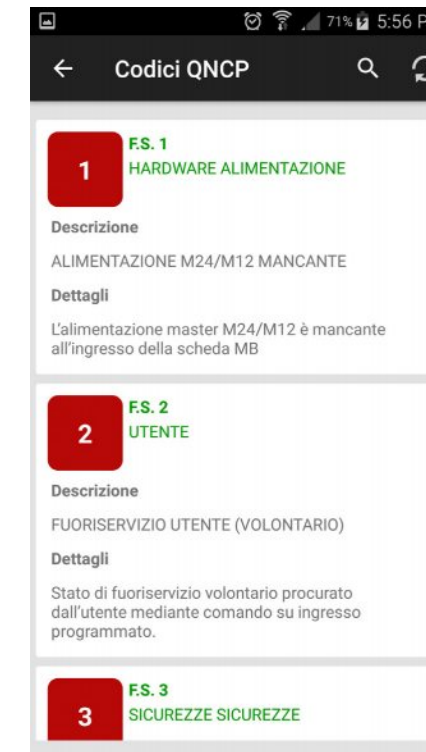 71% 5:56 P
Codici QNCP
1
F.S. 1
HARDWARE ALIMENTAZIONE
Descrizione
ALIMENTAZIONE M24/M12 MANCANTE
Dettagli
L'alimentazione master M24/M12 è mancante
all'ingresso della scheda MB
2
F.S. 2
UTENTE
Descrizione
FUORISERVIZIO UTENTE (VOLONTARIO)
Dettagli
Stato di fuoriservizio volontario procurato
dall'utente mediante comando su ingresso
programmato.
3
F.S. 3
SICUREZZE SICUREZZE